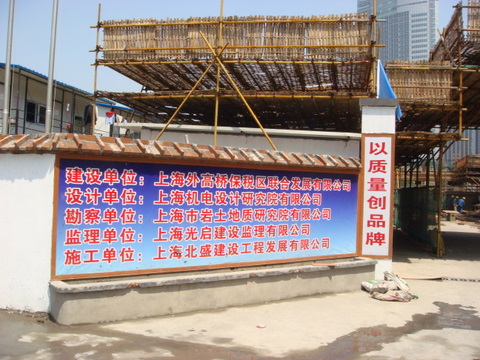 建设单位：上海外高桥保税区联合发展有限公司
设计单位：上海机电设计研究院有限公司
勘察单位：上海市岩土地质研究院有限公司
监理单位：上海光启建设监理有限公司
施工单位：上海北盛建设工程发展有限公司
以质量创品牌